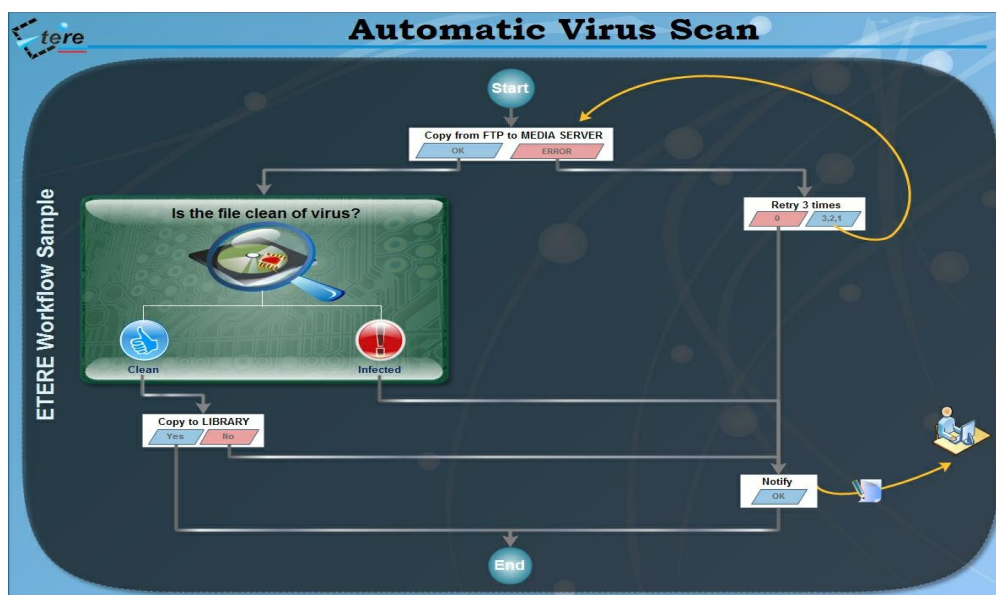 tere
Automatic Virus Scan
ETERE Workflow Sample
Start
Copy from FTP to MEDIA SERVER
OK
ERROR
Is the file clean of virus?
Retry 3 times
0
3,2,1
Clean
Infected
Copy to LIBRARY
Yes
No
Notify
OK
End